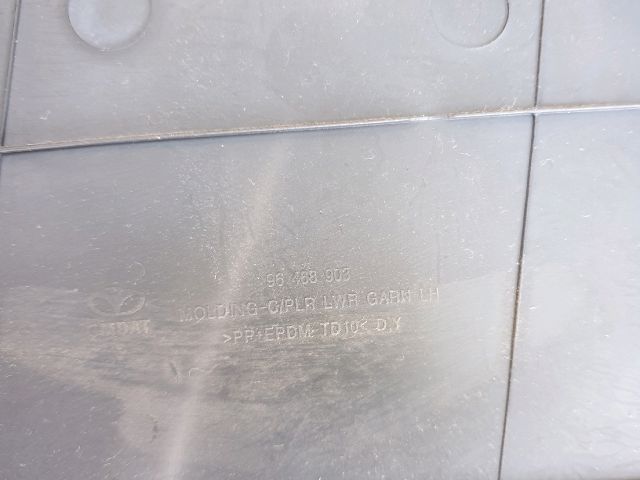 96 468 903
MOLDING-C/PLR LWR GARN LH
>PP+EPDM-TD10< D.Y